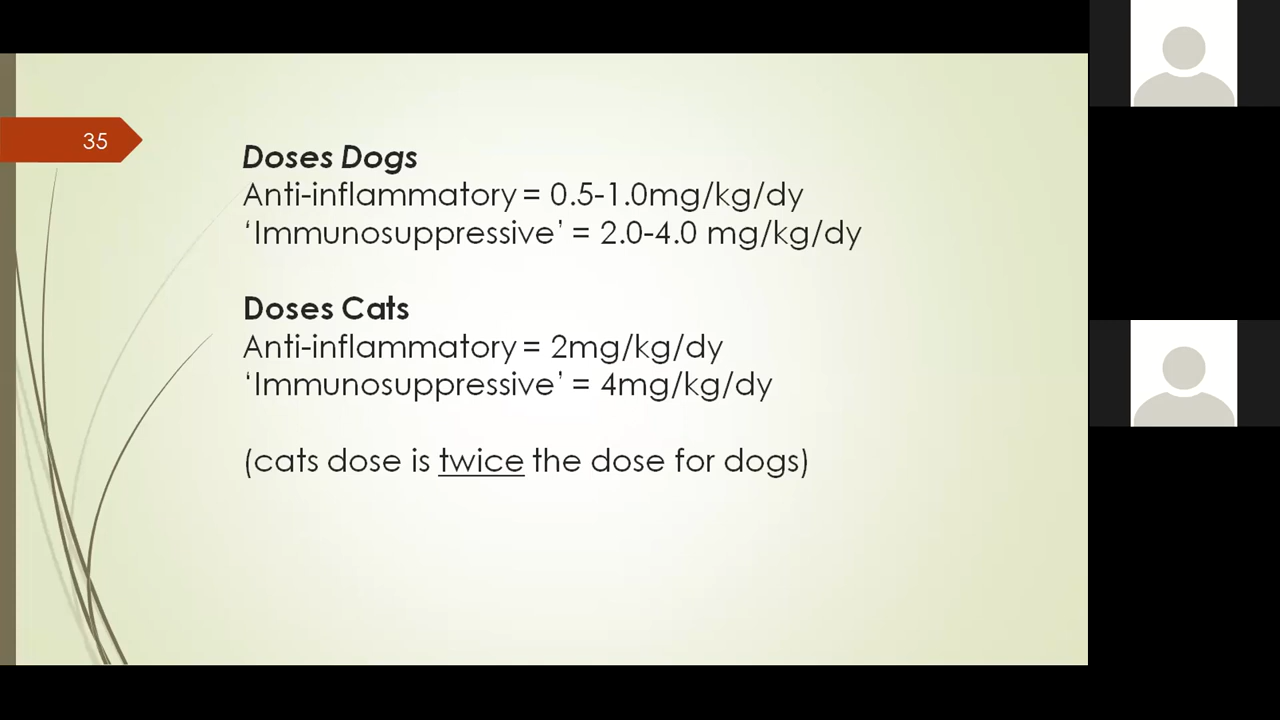 35
Doses Dogs
Anti-inflammatory = 0.5-1.0mg/kg/dy
‘Immunosuppressive’ = 2.0-4.0 mg/kg/dy
Doses Cats
Anti-inflammatory = 2mg/kg/dy
‘Immunosuppressive’ = 4mg/kg/dy
(cats dose is twice the dose for dogs)